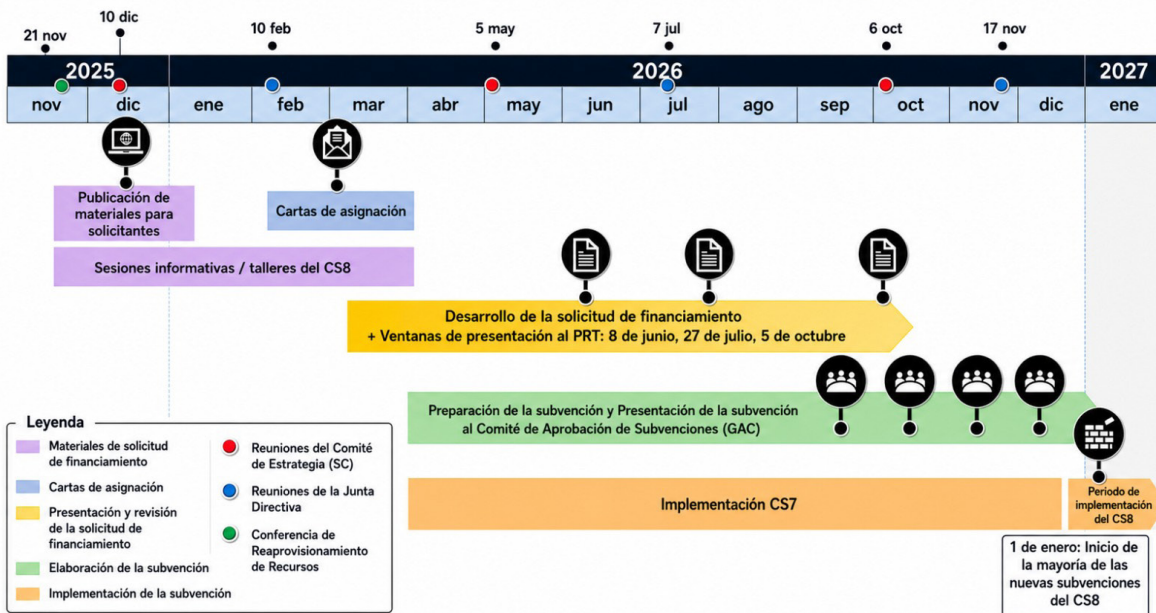 10 dic
21 nov
10 feb
5 may
7 jul
6 oct
17 nov
2025
2026
2027
nov
dic
ene
feb
mar
abr
may
jun
jul
ago
sep
oct
nov
dic
ene
Publicación de
materiales para
solicitantes
Cartas de asignación
Sesiones informativas / talleres del CS8
Desarrollo de la solicitud de financiamiento
+ Ventanas de presentación al PRT: 8 de junio, 27 de julio, 5 de octubre
Preparación de la subvención y Presentación de la subvención
al Comité de Aprobación de Subvenciones (GAC)
Implementación CS7
Periodo de
implementación
del CS8
1 de enero: Inicio de
la mayoría de las
nuevas subvenciones
del CS8
Leyenda
Materiales de solicitud
de financiamiento
Cartas de asignación
Presentación y revisión
de la solicitud de
financiamiento
Elaboración de la subvención
Implementación de la subvención
Reuniones del Comité
de Estrategia (SC)
Reuniones de la Junta
Directiva
Conferencia de
Reaprovisionamiento
de Recursos